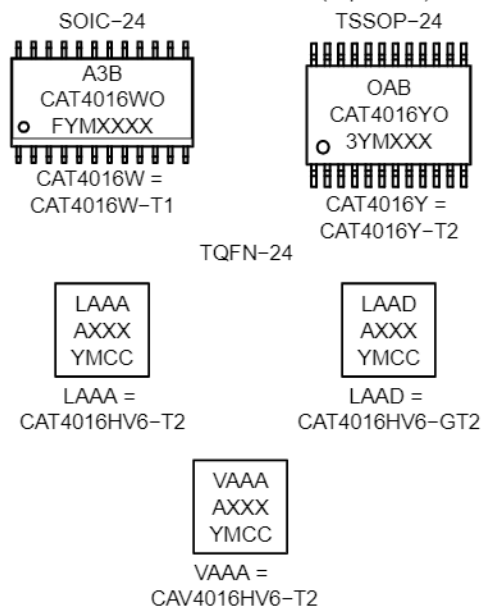 SOIC−24
A3B
CAT4016WO
FYMXXXX
CAT4016W =
CAT4016W−T1
TSSOP−24
OAB
CAT4016YO
3YMXXX
CAT4016Y =
CAT4016Y−T2
TQFN−24
LAAA
AXXX
YMCC
LAAA =
CAT4016HV6−T2
LAAD
AXXX
YMCC
LAAD =
CAT4016HV6−GT2
VAAA
AXXX
YMCC
VAAA =
CAV4016HV6−T2